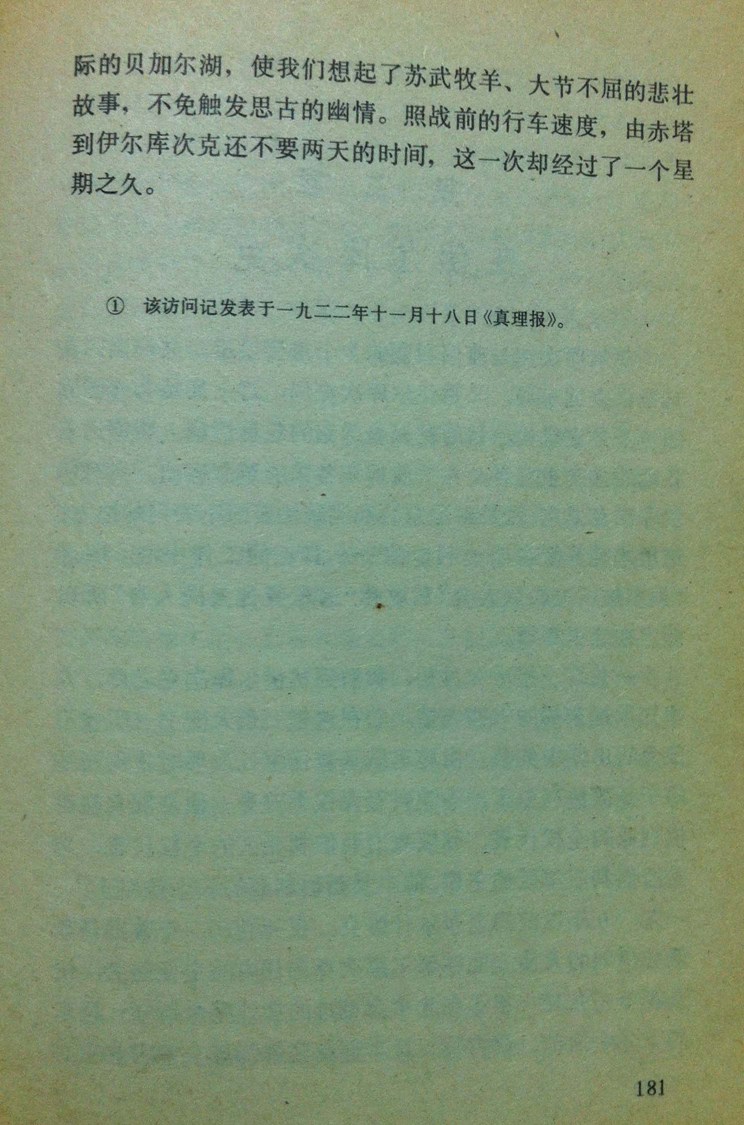 际的贝加尔湖，使我们想起了苏武牧羊、大节不屈的悲壮
故事，不免触发思古的幽情。照战前的行车速度，由赤塔
到伊尔库次克还不要两天的时间，这一次却经过了一个星
期之久。
① 该访问记发表于一九二二年十一月十八日《真理报》。
181